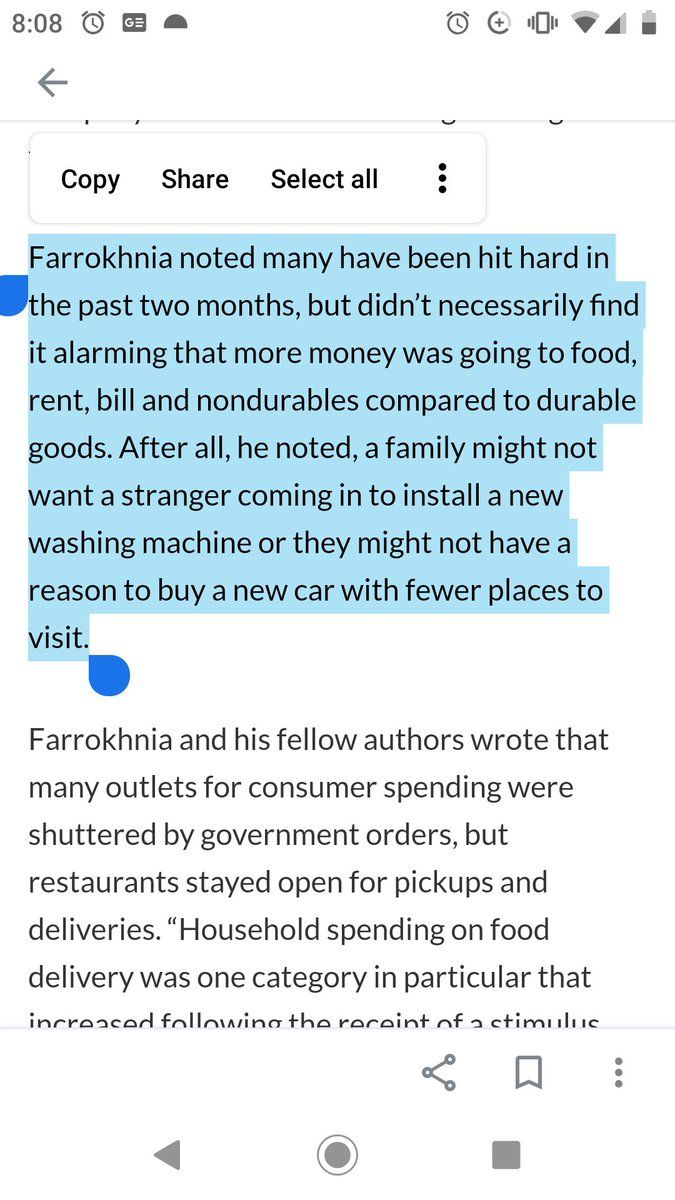 8:08
GE
Copy Share Select all
Farrokhnia noted many have been hit hard in
the past two months, but didn’t necessarily find
it alarming that more money was going to food,
rent, bill and nondurables compared to durable
goods. After all, he noted, a family might not
want a stranger coming in to install a new
washing machine or they might not have a
reason to buy a new car with fewer places to
visit.
Farrokhnia and his fellow authors wrote that
many outlets for consumer spending were
shuttered by government orders, but
restaurants stayed open for pickups and
deliveries. “Household spending on food
delivery was one category in particular that
increased following the receipt of a stimulus